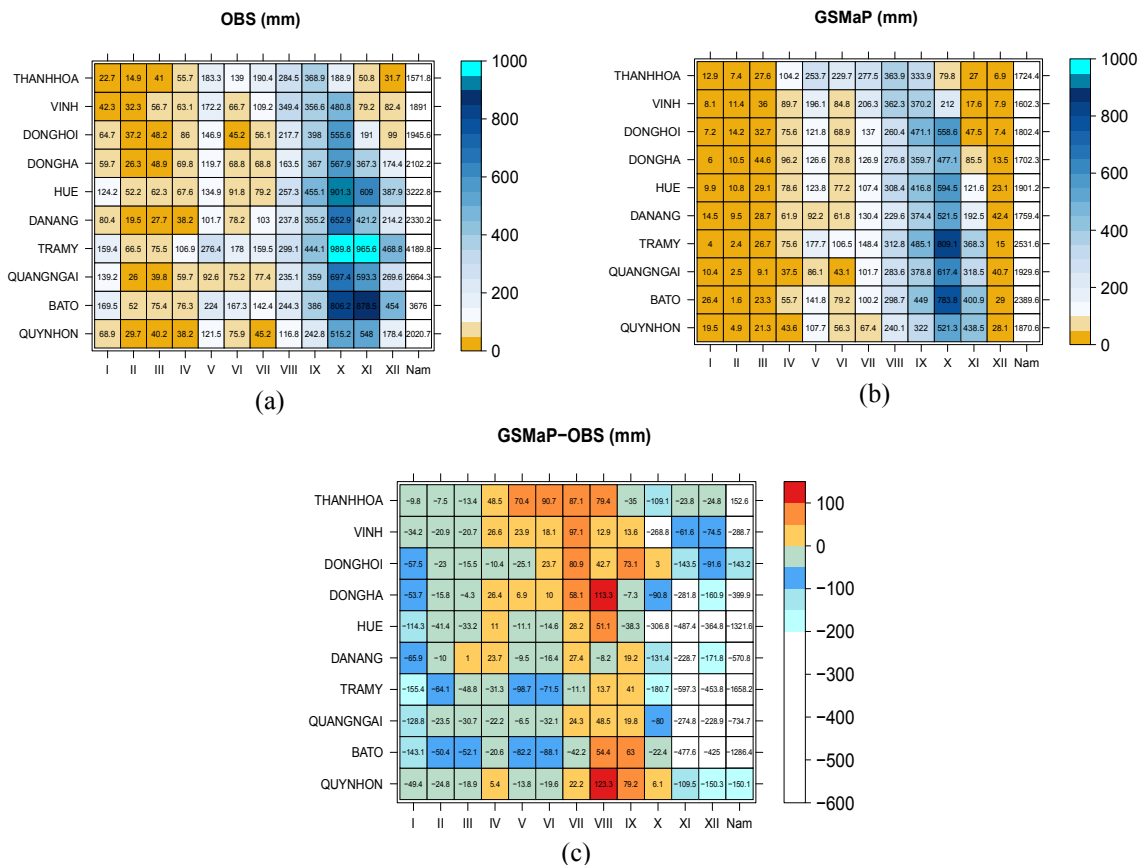 OBS (mm)
I II III IV V VI VII VIII IX X XI XII Nam
THANHHOA 22.7 14.9 41 55.7 183.3 139 190.4 284.5 368.9 188.9 50.8 31.7 1571.8
VINH 42.3 32.3 56.7 63.1 172.2 66.7 109.2 349.4 356.6 480.8 79.2 82.4 1891
DONGHOI 64.7 37.2 48.2 86 146.9 45.2 56.1 217.7 398 555.6 191 99 1945.6
DONGHA 59.7 26.3 48.9 69.8 119.7 68.8 68.8 163.5 367 567.9 367.3 174.4 2102.2
HUE 124.2 52.2 62.3 67.6 134.9 91.8 79.2 257.3 455.1 901.3 609 387.9 3222.8
DANANG 80.4 19.5 27.7 38.2 101.7 78.2 103 237.8 355.2 652.9 421.2 214.2 2330.2
TRAMY 159.4 66.5 75.5 106.9 276.4 178 159.5 299.1 444.1 989.8 965.6 468.8 4189.8
QUANGNGAI 139.2 26 39.8 59.7 92.6 75.2 77.4 235.1 359 697.4 593.3 269.6 2664.3
BATO 169.5 52 75.4 76.3 224 167.3 142.4 244.3 386 806.2 878.5 454 3676
QUYNHON 68.9 29.7 40.2 38.2 121.5 75.9 45.2 116.8 242.8 515.2 548 178.4 2020.7
1000
800
600
400
200
0
(a)
GSMaP (mm)
THANHHOA 12.9 7.4 27.6 104.2 253.7 229.7 277.5 363.9 333.9 79.8 27 6.9 1724.4
VINH 8.1 11.4 36 89.7 196.1 84.8 206.3 362.3 370.2 212 17.6 7.9 1602.3
DONGHOI 7.2 14.2 32.7 75.6 121.8 68.9 137 260.4 471.1 558.6 47.5 7.4 1802.4
DONGHA 6 10.5 44.6 96.2 126.6 78.8 126.9 276.8 359.7 477.1 85.5 13.5 1702.3
HUE 9.9 10.8 29.1 78.6 123.8 77.2 107.4 308.4 416.8 594.5 121.6 23.1 1901.2
DANANG 14.5 9.5 28.7 61.9 92.2 61.8 130.4 229.6 374.4 521.5 192.5 42.4 1759.4
TRAMY 4 2.4 26.7 75.6 177.7 106.5 148.4 312.8 485.1 809.1 368.3 15 2531.6
QUANGNGAI 10.4 2.5 9.1 37.5 86.1 43.1 101.7 283.6 378.8 617.4 318.5 40.7 1929.6
BATO 26.4 1.6 23.3 55.7 141.8 79.2 100.2 298.7 449 783.8 400.9 29 2389.6
QUYNHON 19.5 4.9 21.3 43.6 107.7 56.3 67.4 240.1 322 521.3 438.5 28.1 1870.6
I II III IV V VI VII VIII IX X XI XII Nam
1000
800
600
400
200
0
(b)
GSMaP−OBS (mm)
THANHHOA −9.8 −7.5 −13.4 48.5 70.4 90.7 87.1 79.4 −35 −109.1 −23.8 −24.8 152.6
VINH −34.2 −20.9 −20.7 26.6 23.9 18.1 97.1 12.9 13.6 −268.8 −61.6 −74.5 −288.7
DONGHOI −57.5 −23 −15.5 −10.4 −25.1 23.7 80.9 42.7 73.1 3 −143.5 −91.6 −143.2
DONGHA −53.7 −15.8 −4.3 26.4 6.9 10 58.1 113.3 −7.3 −90.8 −281.8 −160.9 −399.9
HUE −114.3 −41.4 −33.2 11 −11.1 −14.6 28.2 51.1 −38.3 −306.8 −487.4 −364.8 −1321.6
DANANG −65.9 −10 1 23.7 −9.5 −16.4 27.4 −8.2 19.2 −131.4 −228.7 −171.8 −570.8
TRAMY −155.4 −64.1 −48.8 −31.3 −98.7 −71.5 −11.1 13.7 41 −180.7 −597.3 −453.8 −1658.2
QUANGNGAI −128.8 −23.5 −30.7 −22.2 −6.5 −32.1 24.3 48.5 19.8 −80 −274.8 −228.9 −734.7
BATO −143.1 −50.4 −52.1 −20.6 −82.2 −88.1 −42.2 54.4 63 −22.4 −477.6 −425 −1286.4
QUYNHON −49.4 −24.8 −18.9 5.4 −13.8 −19.6 22.2 123.3 79.2 6.1 −109.5 −150.3 −150.1
I II III IV V VI VII VIII IX X XI XII Nam
100
0
−100
−200
−300
−400
−500
−600
(c)